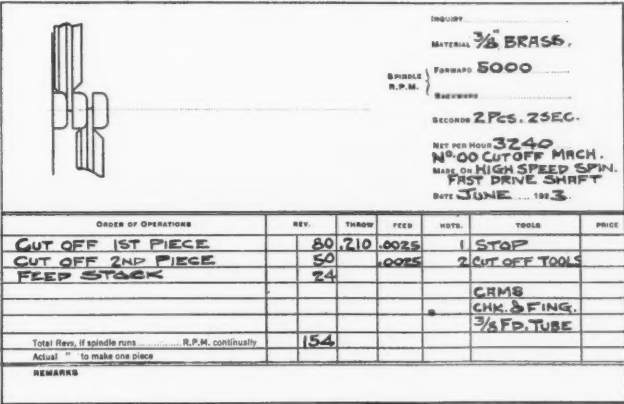 INQUIRY
MATERIAL 3/8" BRASS.
SPINDLE R.P.M. FORWARD 5000
BACKWARD
SECONDS 2 PCS. 2 SEC.
NET PER HOUR 3240
NO. 00 CUT OFF MACH.
MADE ON HIGH SPEED SPIN.
FAST DRIVE SHAFT
DATE JUNE 1923
ORDER OF OPERATIONS REV. THROW FEED HDTS. TOOLS PRICE
CUT OFF 1ST PIECE 80 .210 .0025 1 STOP
CUT OFF 2ND PIECE 50 .0025 2 CUT OFF TOOLS
FEED STOCK 24
CAMS
CHK. & FING.
3/8 FD. TUBE
Total Revs, if spindle runs R.P.M. continually 154
Actual " to make one piece
REMARKS